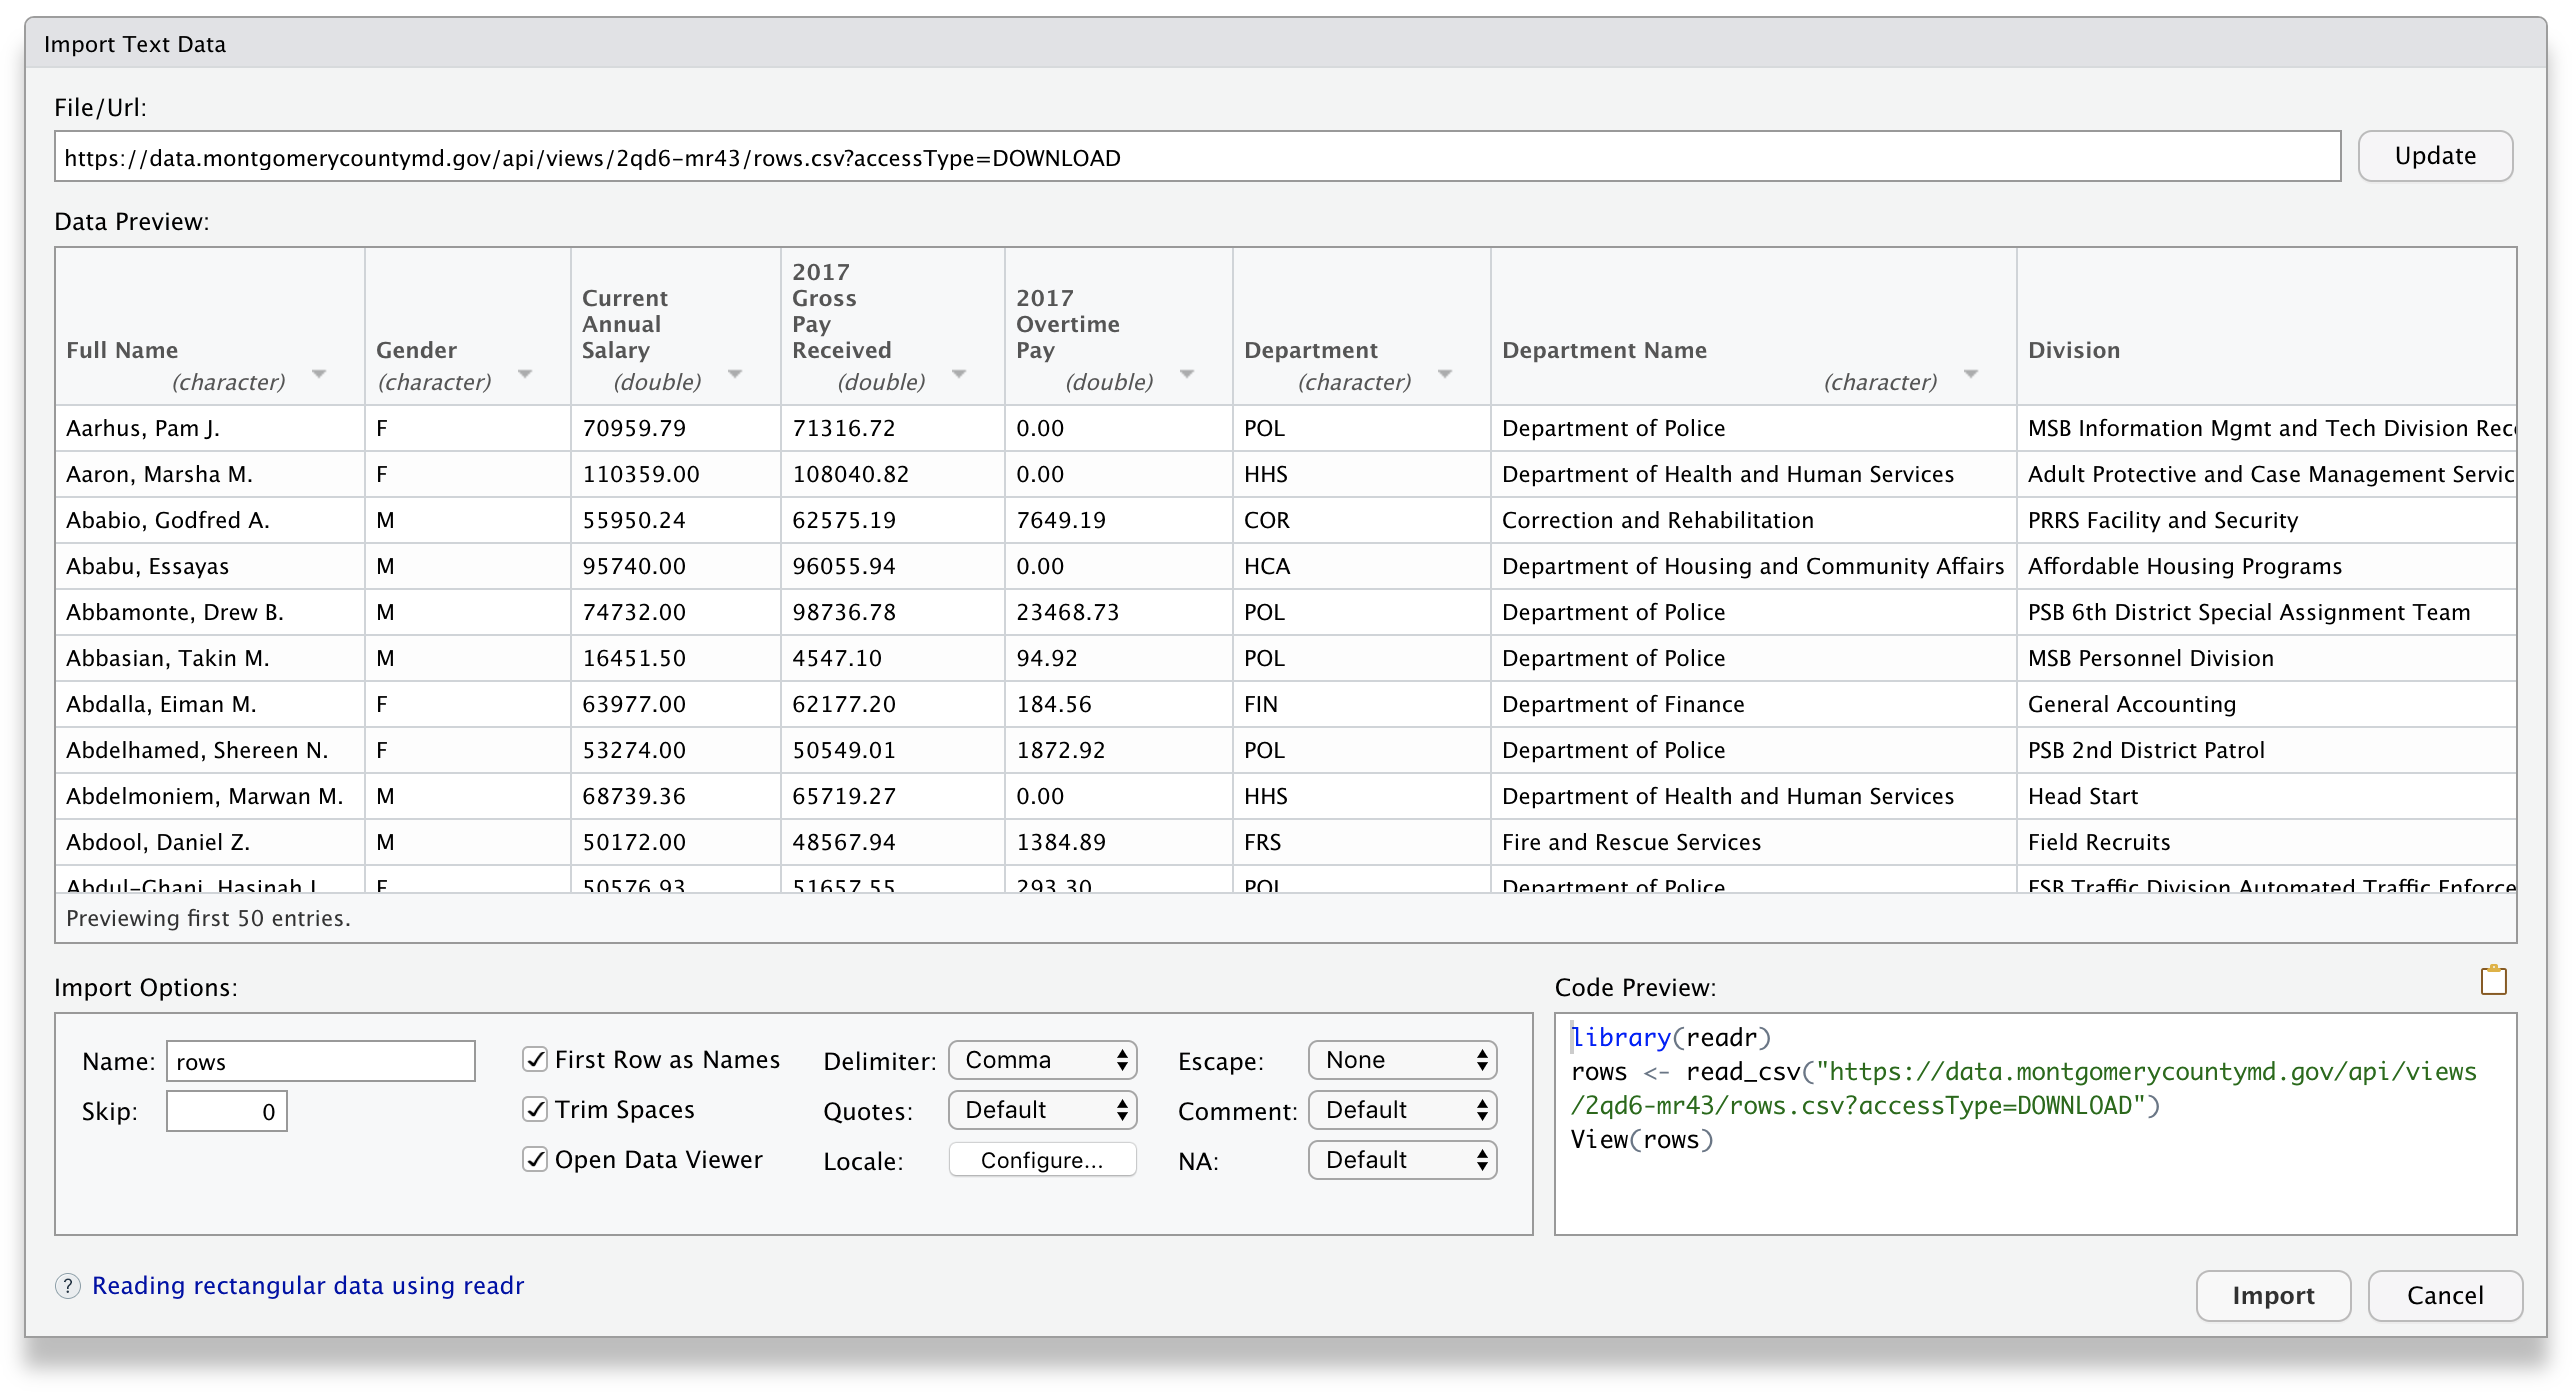 Import Text Data
File/Url:
https://data.montgomerycountymd.gov/api/views/2qd6-mr43/rows.csv?accessType=DOWNLOAD
Update
Data Preview:
Full Name (character) Gender (character) Current Annual Salary (double) 2017 Gross Pay Received (double) 2017 Overtime Pay (double) Department (character) Department Name (character) Division
Aarhus, Pam J. F 70959.79 71316.72 0.00 POL Department of Police MSB Information Mgmt and Tech Division Rec
Aaron, Marsha M. F 110359.00 108040.82 0.00 HHS Department of Health and Human Services Adult Protective and Case Management Servic
Ababio, Godfred A. M 55950.24 62575.19 7649.19 COR Correction and Rehabilitation PRRS Facility and Security
Ababu, Essayas M 95740.00 96055.94 0.00 HCA Department of Housing and Community Affairs Affordable Housing Programs
Abbamonte, Drew B. M 74732.00 98736.78 23468.73 POL Department of Police PSB 6th District Special Assignment Team
Abbasian, Takin M. M 16451.50 4547.10 94.92 POL Department of Police MSB Personnel Division
Abdalla, Eiman M. F 63977.00 62177.20 184.56 FIN Department of Finance General Accounting
Abdelhamed, Shereen N. F 53274.00 50549.01 1872.92 POL Department of Police PSB 2nd District Patrol
Abdelmoniem, Marwan M. M 68739.36 65719.27 0.00 HHS Department of Health and Human Services Head Start
Abdool, Daniel Z. M 50172.00 48567.94 1384.89 FRS Fire and Rescue Services Field Recruits
Abdul-Ghani, Hasinah 50576.93 51657.55 293.30 POL Department of Police Traffic Division Automated Traffic Enforce
Previewing first 50 entries.
Import Options:
Name: rows
Skip: 0
First Row as Names
Trim Spaces
Open Data Viewer
Delimiter: Comma
Quotes: Default
Locale: Configure...
Escape: None
Comment: Default
NA: Default
Code Preview:
library(readr)
rows <- read_csv("https://data.montgomerycountymd.gov/api/views
/2qd6-mr43/rows.csv?accessType=DOWNLOAD")
View(rows)
? Reading rectangular data using readr
Import
Cancel